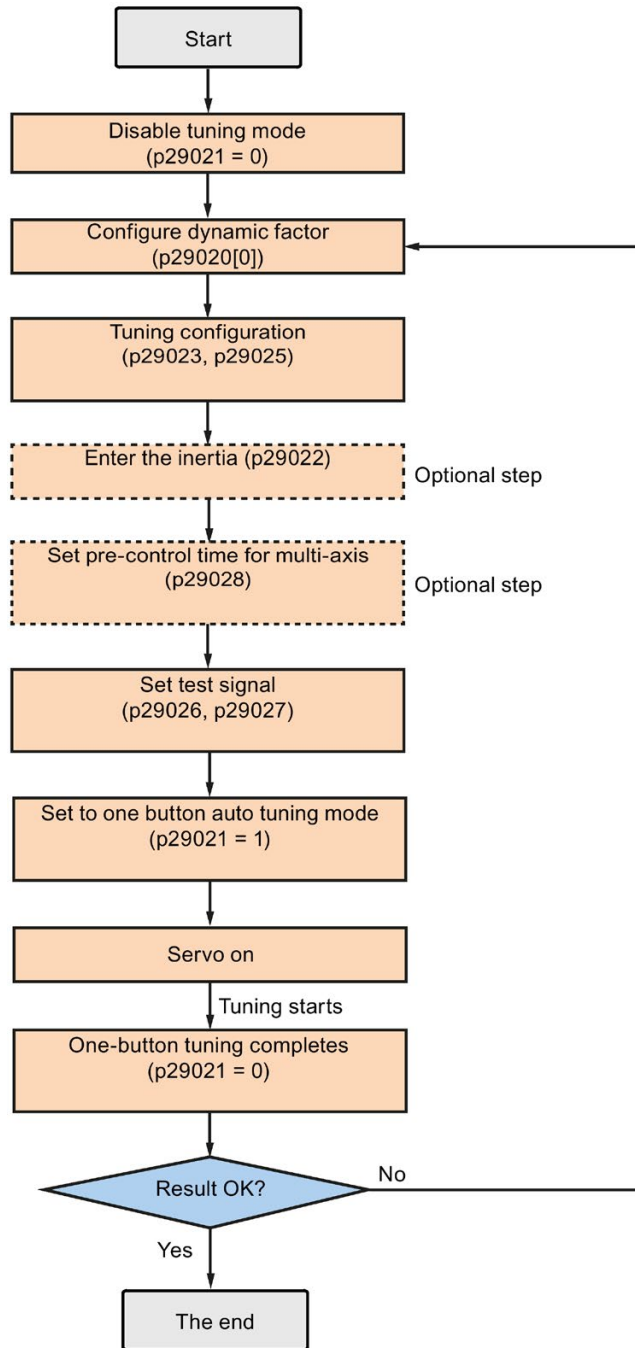 Start
Disable tuning mode
(p29021 = 0)
Configure dynamic factor
(p29020[0])
Tuning configuration
(p29023, p29025)
Enter the inertia (p29022)
Optional step
Set pre-control time for multi-axis
(p29028)
Optional step
Set test signal
(p29026, p29027)
Set to one button auto tuning mode
(p29021 = 1)
Servo on
Tuning starts
One-button tuning completes
(p29021 = 0)
Result OK?
No
Yes
The end